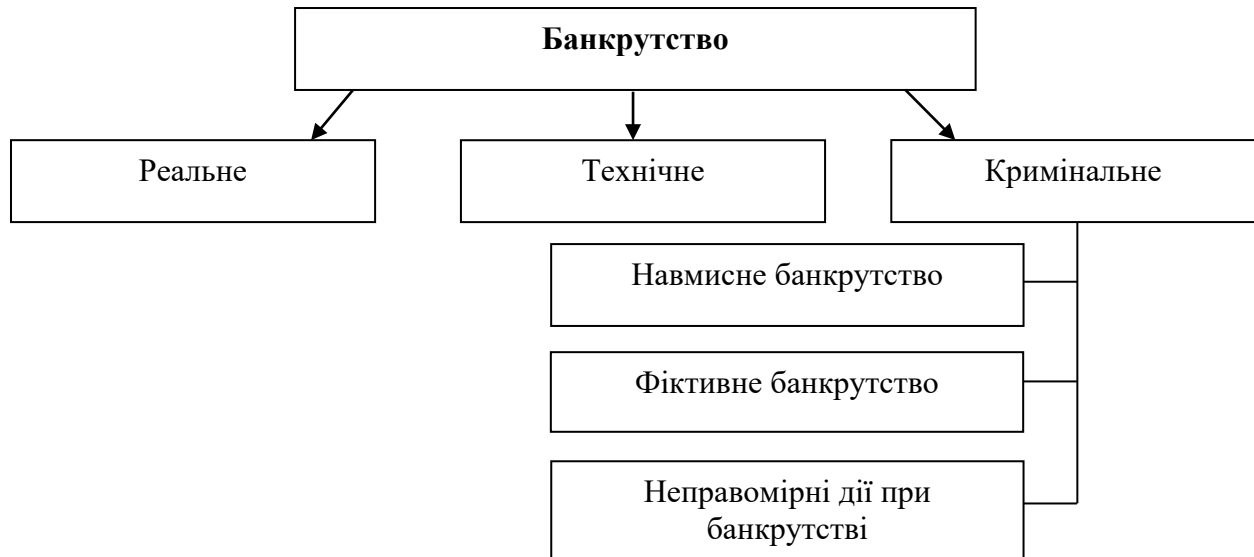 Банкрутство
Реальне
Технічне
Кримінальне
Навмисне банкрутство
Фіктивне банкрутство
Неправомірні дії при
банкрутстві